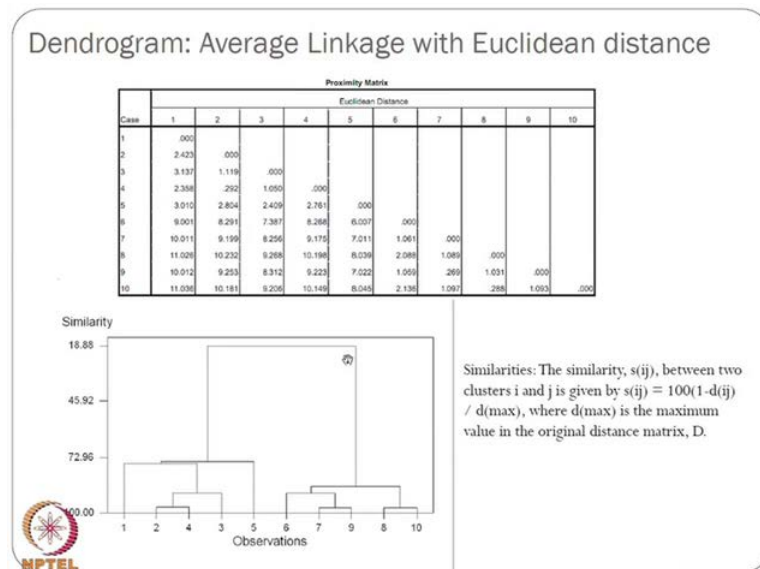 Dendrogram: Average Linkage with Euclidean distance
Proximity Matrix
Euclidean Distance
Case 1 2 3 4 5 6 7 8 9 10
1 .000
2 2.423 .000
3 3.137 1.119 .000
4 2.358 .292 1.050 .000
5 3.010 2.804 2.409 2.761 .000
6 9.001 8.291 7.387 8.268 6.007 .000
7 10.011 9.199 8.256 9.175 7.011 1.061 .000
8 11.026 10.232 9.268 10.198 8.039 2.088 1.089 .000
9 10.012 9.253 8.312 9.223 7.022 1.069 .269 1.031 .000
10 11.036 10.181 9.206 10.149 8.045 2.136 1.097 .288 1.093 .000
Similarity
18.88
45.92
72.96
100.00
1 2 4 3 5 6 7 9 8 10
Observations
Similarities: The similarity, s(ij), between two
clusters i and j is given by s(ij) = 100(1-d(ij)
/ d(max), where d(max) is the maximum
value in the original distance matrix, D.
NPTEL